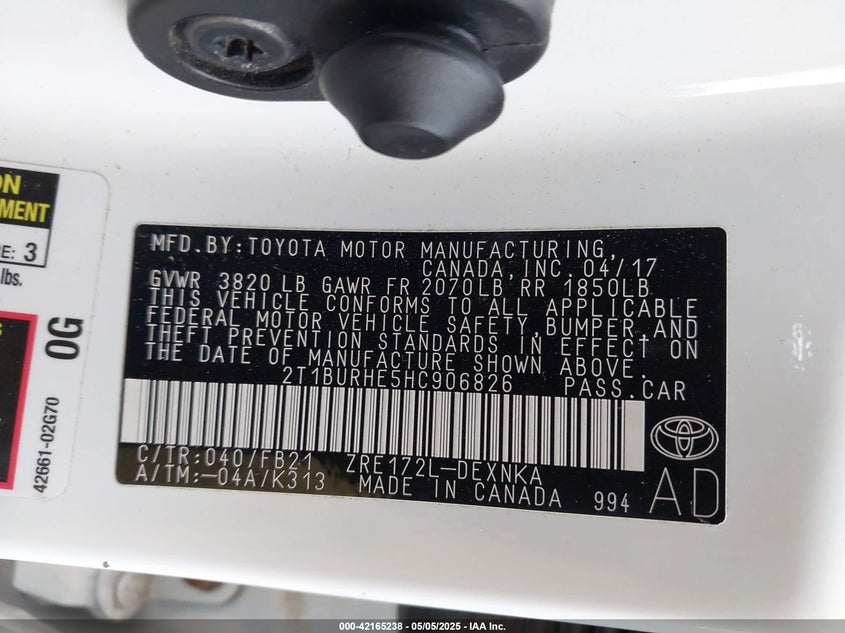 ON
EMENT
E: 3
lbs.
OG
42661-02G70
MFD.BY:TOYOTA MOTOR MANUFACTURING,
CANADA,INC. 04/17
GVWR 3820 LB GAWR FR 2070LB RR 1850LB
THIS VEHICLE CONFORMS TO ALL APPLICABLE
FEDERAL MOTOR VEHICLE SAFETY,BUMPER,AND
THEFT PREVENTION STANDARDS IN EFFECT ON
THE DATE OF MANUFACTURE SHOWN ABOVE.
2T1BURHE5HC906826 PASS.CAR
C/TR:040/FB21 ZRE172L-DEXNKA
A/TM:-04A/K313 MADE IN CANADA 994 AD
000-42165238 - 05/05/2025 - IAA Inc.